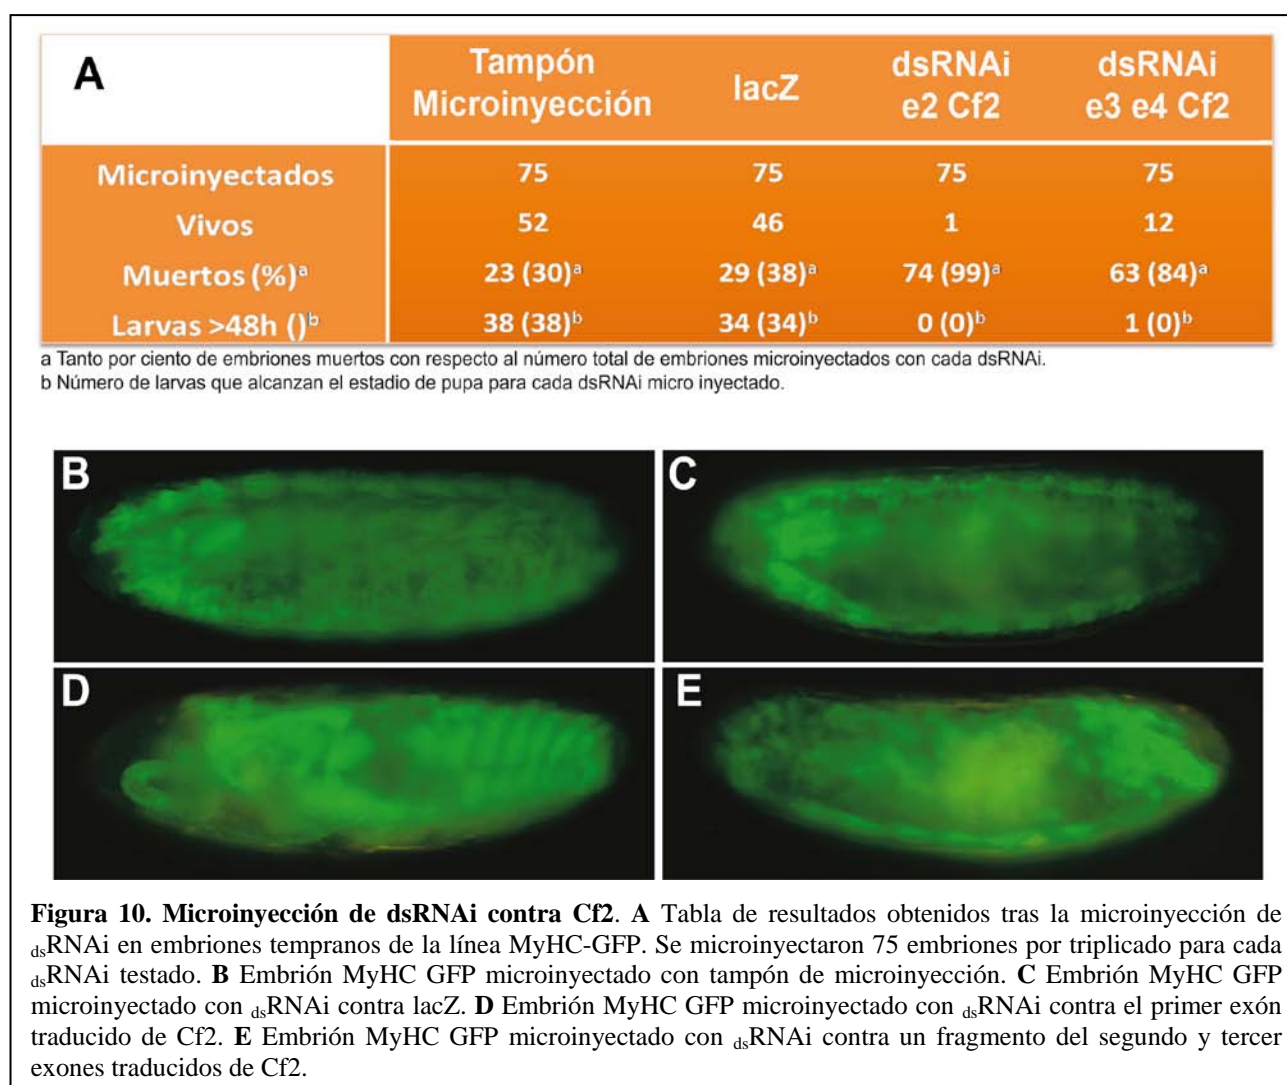 A
Tampón Microinyección lacZ dsRNAi e2 Cf2 dsRNAi e3 e4 Cf2
Microinyectados 75 75 75 75
Vivos 52 46 1 12
Muertos (%)a 23 (30)a 29 (38)a 74 (99)a 63 (84)a
Larvas >48h ()b 38 (38)b 34 (34)b 0 (0)b 1 (0)b
a Tanto por ciento de embriones muertos con respecto al número total de embriones microinyectados con cada dsRNAi.
b Número de larvas que alcanzan el estadio de pupa para cada dsRNAi micro inyectado.
B
C
D
E
Figura 10. Microinyección de dsRNAi contra Cf2. A Tabla de resultados obtenidos tras la microinyección de
dsRNAi en embriones tempranos de la línea MyHC-GFP. Se microinyectaron 75 embriones por triplicado para cada
dsRNAi testado. B Embrión MyHC GFP microinyectado con tampón de microinyección. C Embrión MyHC GFP
microinyectado con dsRNAi contra lacZ. D Embrión MyHC GFP microinyectado con dsRNAi contra el primer exón
traducido de Cf2. E Embrión MyHC GFP microinyectado con dsRNAi contra un fragmento del segundo y tercer
exones traducidos de Cf2.